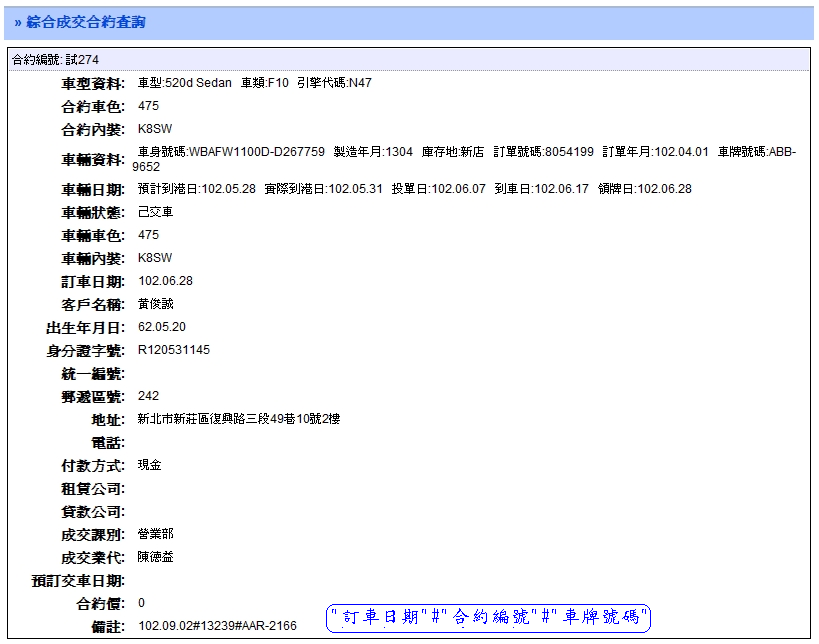 » 綜合成交合約查詢
合約編號: 試274
車型資料: 車型:520d Sedan 車類:F10 引擎代碼:N47
合約車色: 475
合約內裝: K8SW
車輛資料: 車身號碼:WBAFW1100D-D267759 製造年月:1304 庫存地:新店 訂單號碼:8054199 訂單年月:102.04.01 車牌號碼:ABB-
9652
車輛日期: 預計到港日:102.05.28 實際到港日:102.05.31 投單日:102.06.07 到車日:102.06.17 領牌日:102.06.28
車輛狀態: 已交車
車輛車色: 475
車輛內裝: K8SW
訂車日期: 102.06.28
客戶名稱: 黃俊誠
出生年月日: 62.05.20
身分證字號: R120531145
統一編號:
郵遞區號: 242
地址: 新北市新莊區復興路三段49巷10號2樓
電話:
付款方式: 現金
租賃公司:
貸款公司:
成交課別: 營業部
成交業代: 陳德益
預訂交車日期:
合約價: 0
備註: 102.09.02#13239#AAR-2166
"訂車日期"#"合約編號"#"車牌號碼"